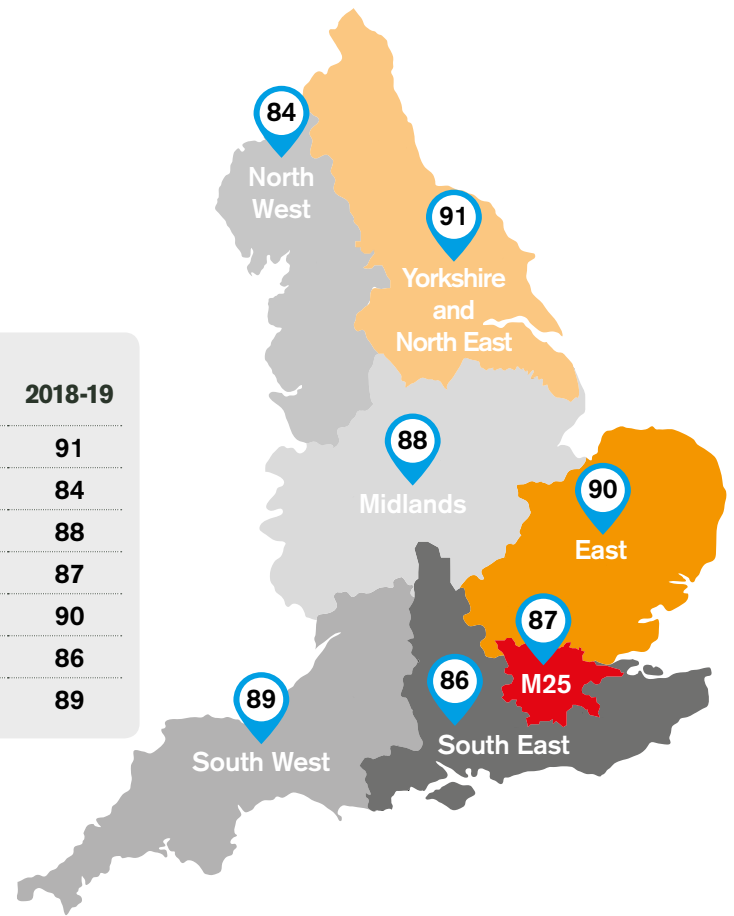 2018-19
91
84
88
87
90
86
89
84
North
West
91
Yorkshire
and
North East
88
Midlands
90
East
87
M25
86
South East
89
South West